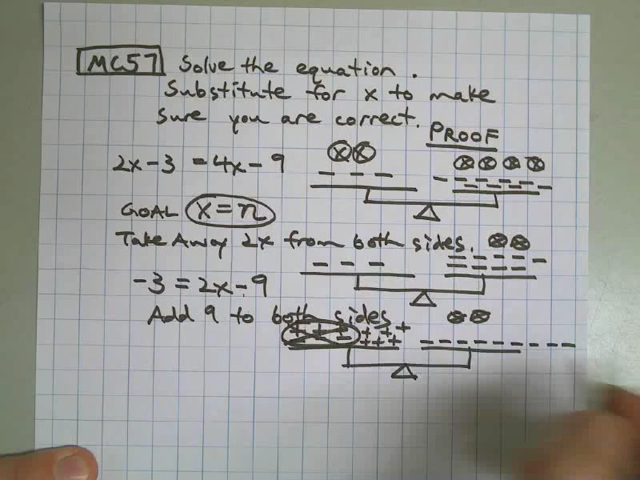 MC57 Solve the equation.
Substitute for x to make
sure you are correct.
PROOF
2x-3 = 4x-9
GOAL x=n
Take Away 2x from both sides.
-3 = 2x-9
Add 9 to both sides